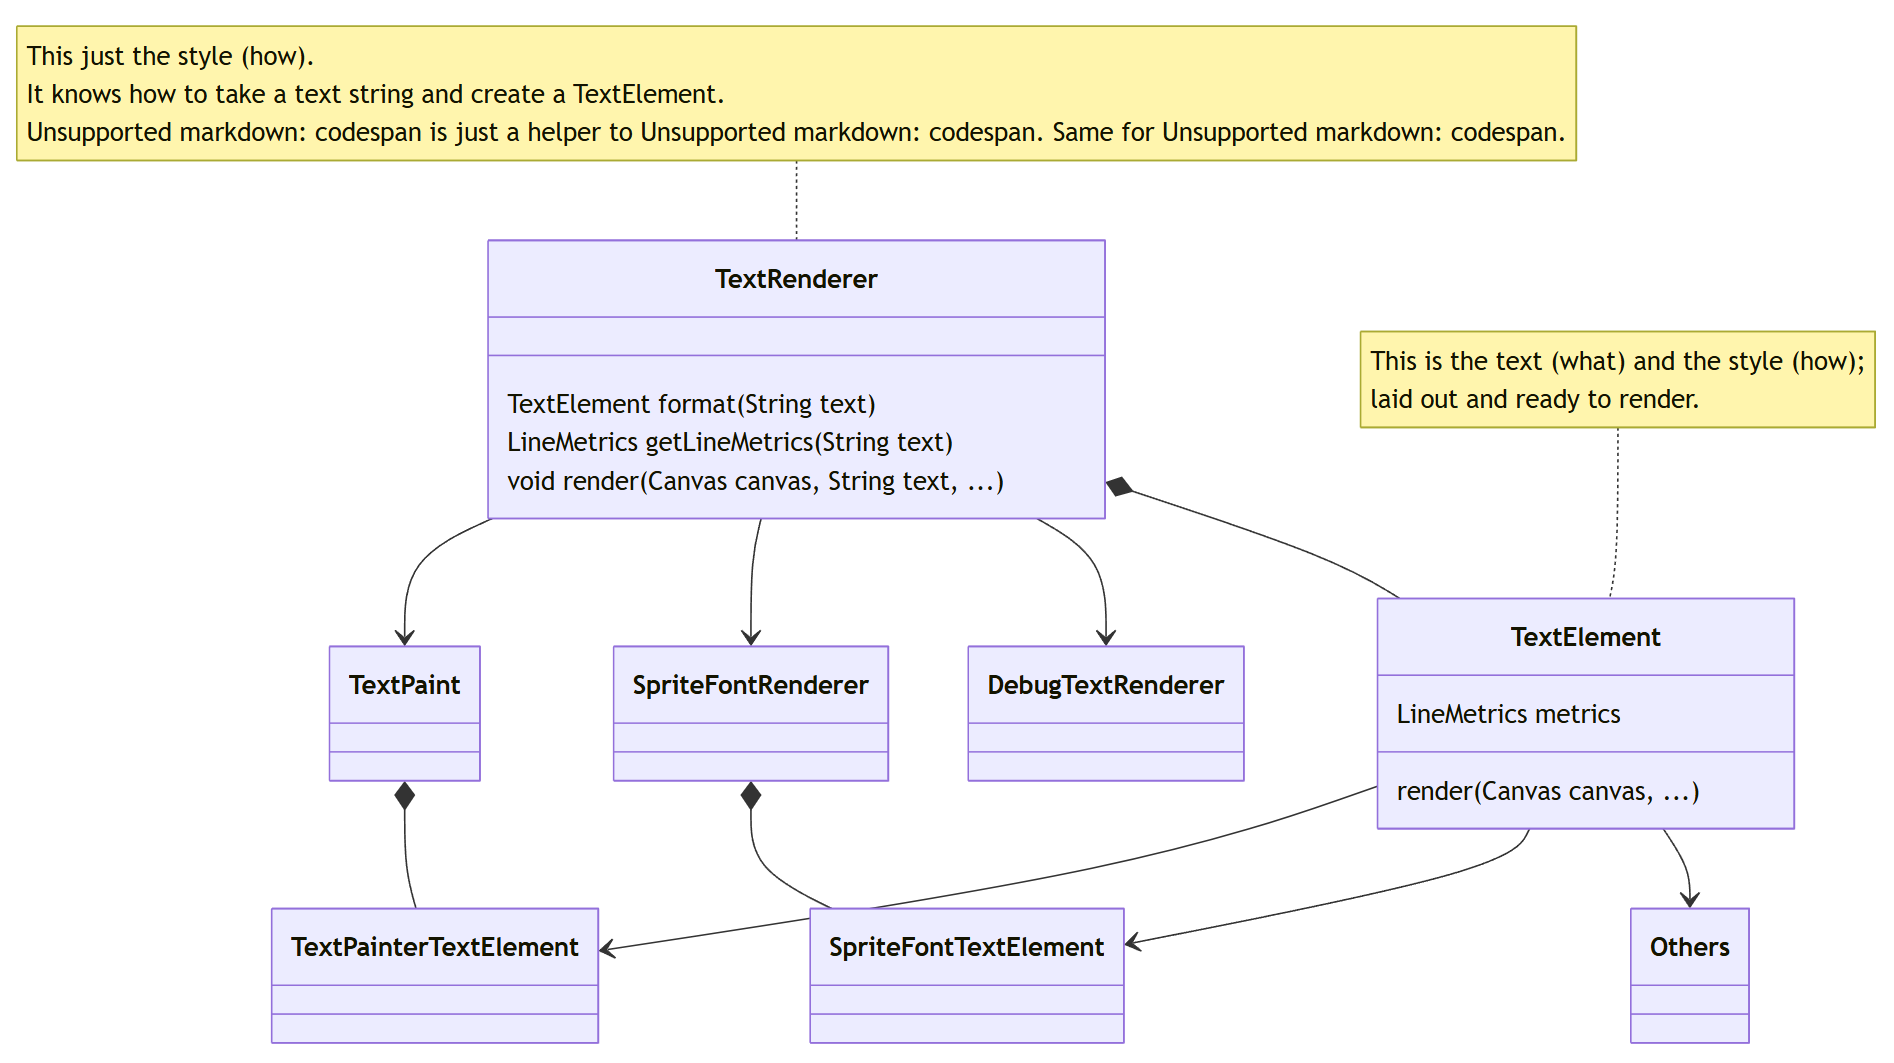 This just the style (how).
It knows how to take a text string and create a TextElement.
Unsupported markdown: codespan is just a helper to Unsupported markdown: codespan. Same for Unsupported markdown: codespan.
TextRenderer
TextElement format(String text)
LineMetrics getLineMetrics(String text)
void render(Canvas canvas, String text, ...)
This is the text (what) and the style (how);
laid out and ready to render.
TextPaint
SpriteFontRenderer
DebugTextRenderer
TextElement
LineMetrics metrics
render(Canvas canvas, ...)
TextPainterTextElement
SpriteFontTextElement
Others